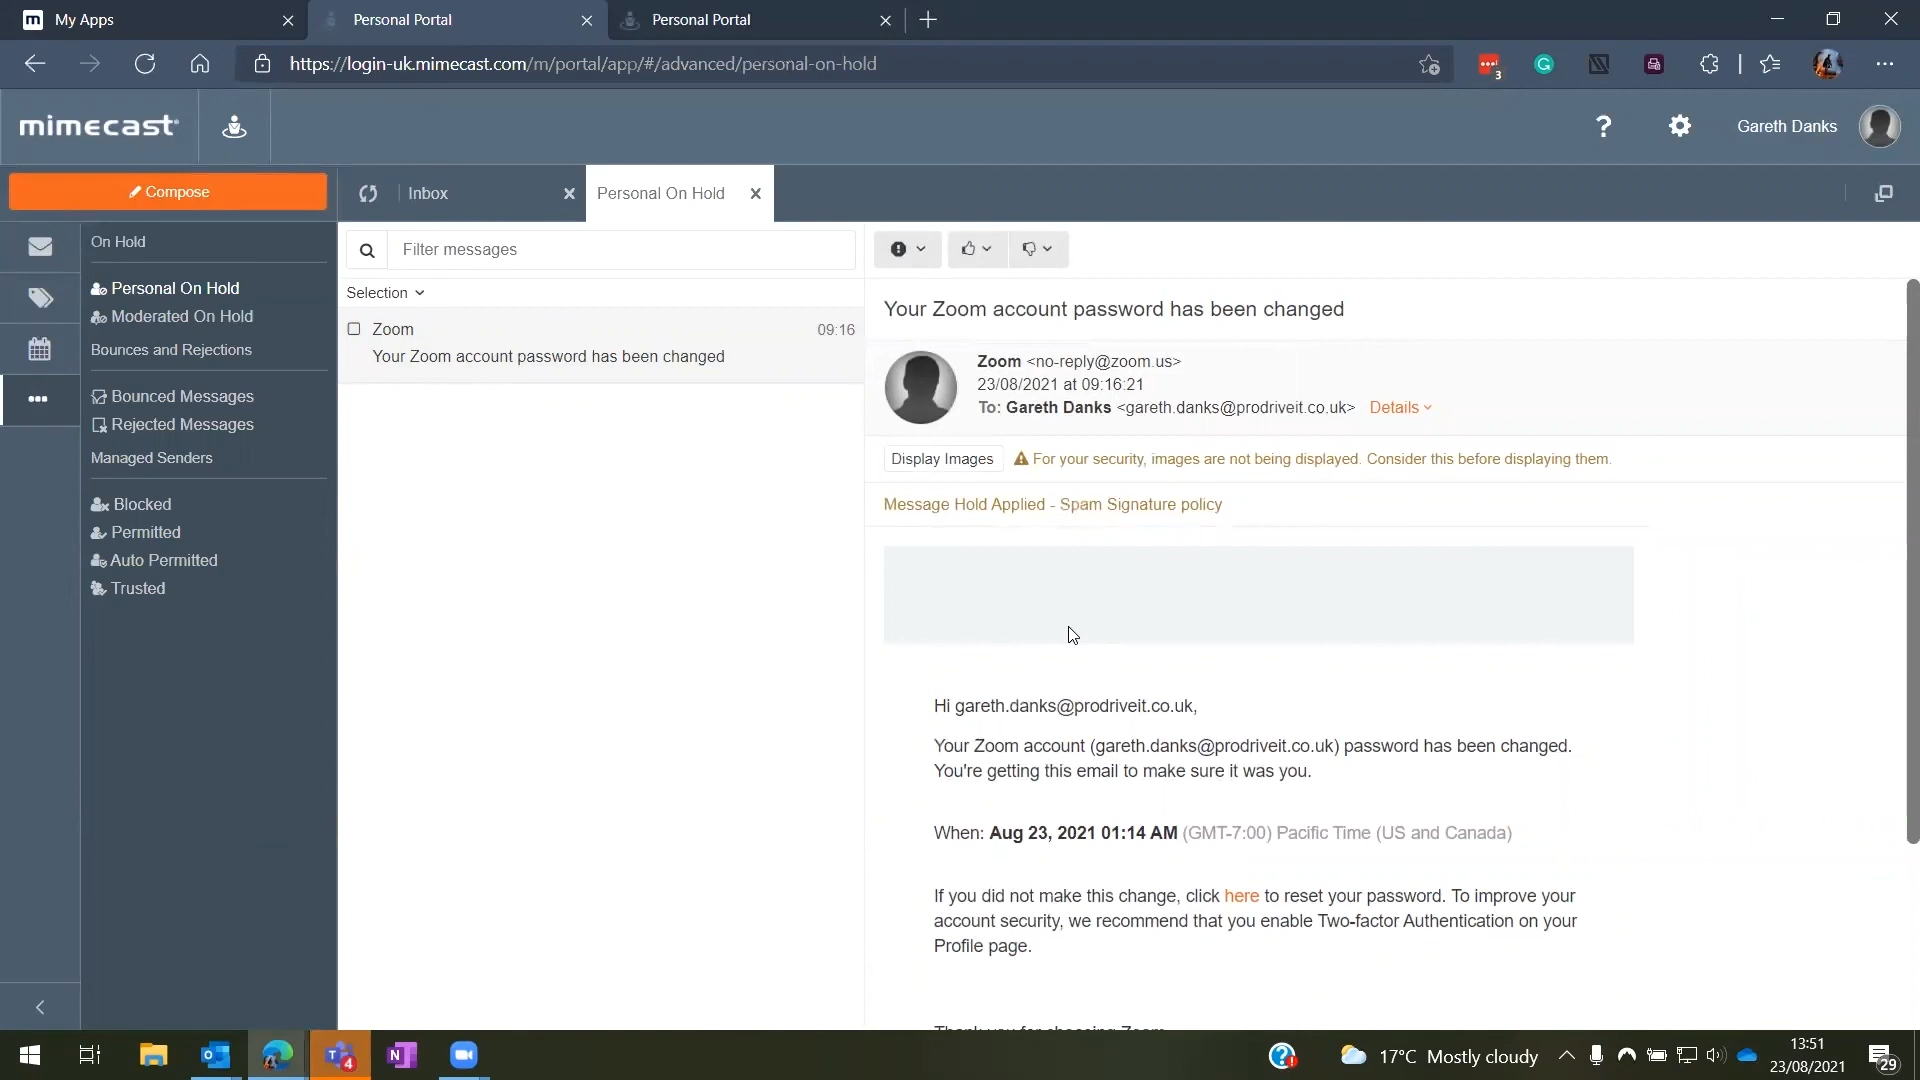 My Apps
Personal Portal
Personal Portal
https://login-uk.mimecast.com/m/portal/app/#/advanced/personal-on-hold
3
mimecast
Gareth Danks
Compose
Inbox
Personal On Hold
On Hold
Personal On Hold
Moderated On Hold
Bounces and Rejections
Bounced Messages
Rejected Messages
Managed Senders
Blocked
Permitted
Auto Permitted
Trusted
Filter messages
Selection
Zoom 09:16
Your Zoom account password has been changed
Your Zoom account password has been changed
Zoom <no-reply@zoom.us>
23/08/2021 at 09:16:21
To: Gareth Danks <gareth.danks@prodriveit.co.uk> Details
Display Images For your security, images are not being displayed. Consider this before displaying them.
Message Hold Applied - Spam Signature policy
Hi gareth.danks@prodriveit.co.uk,
Your Zoom account (gareth.danks@prodriveit.co.uk) password has been changed.
You're getting this email to make sure it was you.
When: Aug 23, 2021 01:14 AM (GMT-7:00) Pacific Time (US and Canada)
If you did not make this change, click here to reset your password. To improve your
account security, we recommend that you enable Two-factor Authentication on your
Profile page.
Thank you for choosing Zoom
4
17°C Mostly cloudy
13:51
23/08/2021
29